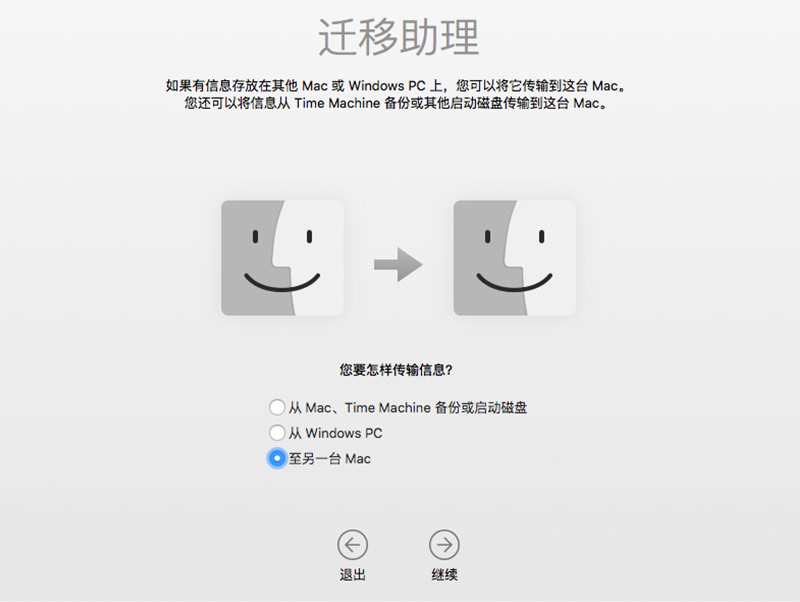 迁移助理
如果有信息存放在其他 Mac 或 Windows PC 上，您可以将它传输到这台 Mac。
您还可以将信息从 Time Machine 备份或其他启动磁盘传输到这台 Mac。
您要怎样传输信息?
从 Mac、Time Machine 备份或启动磁盘
从 Windows PC
至另一台 Mac
退出
继续